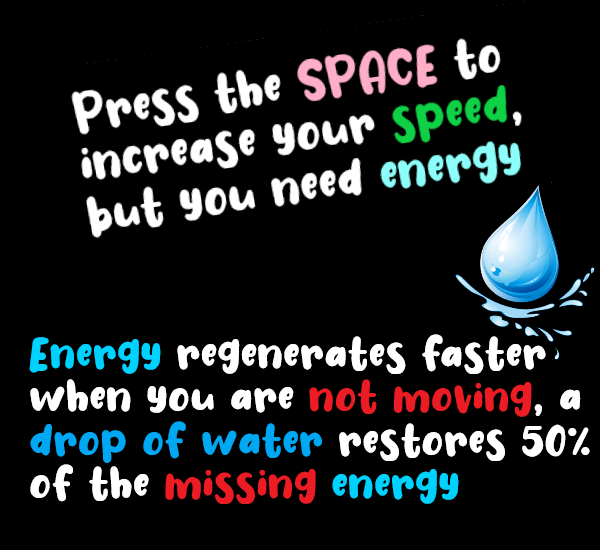 Press the SPACE to
increase your speed,
but you need energy
Energy regenerates faster
when you are not moving, a
drop of water restores 50%
of the missing energy